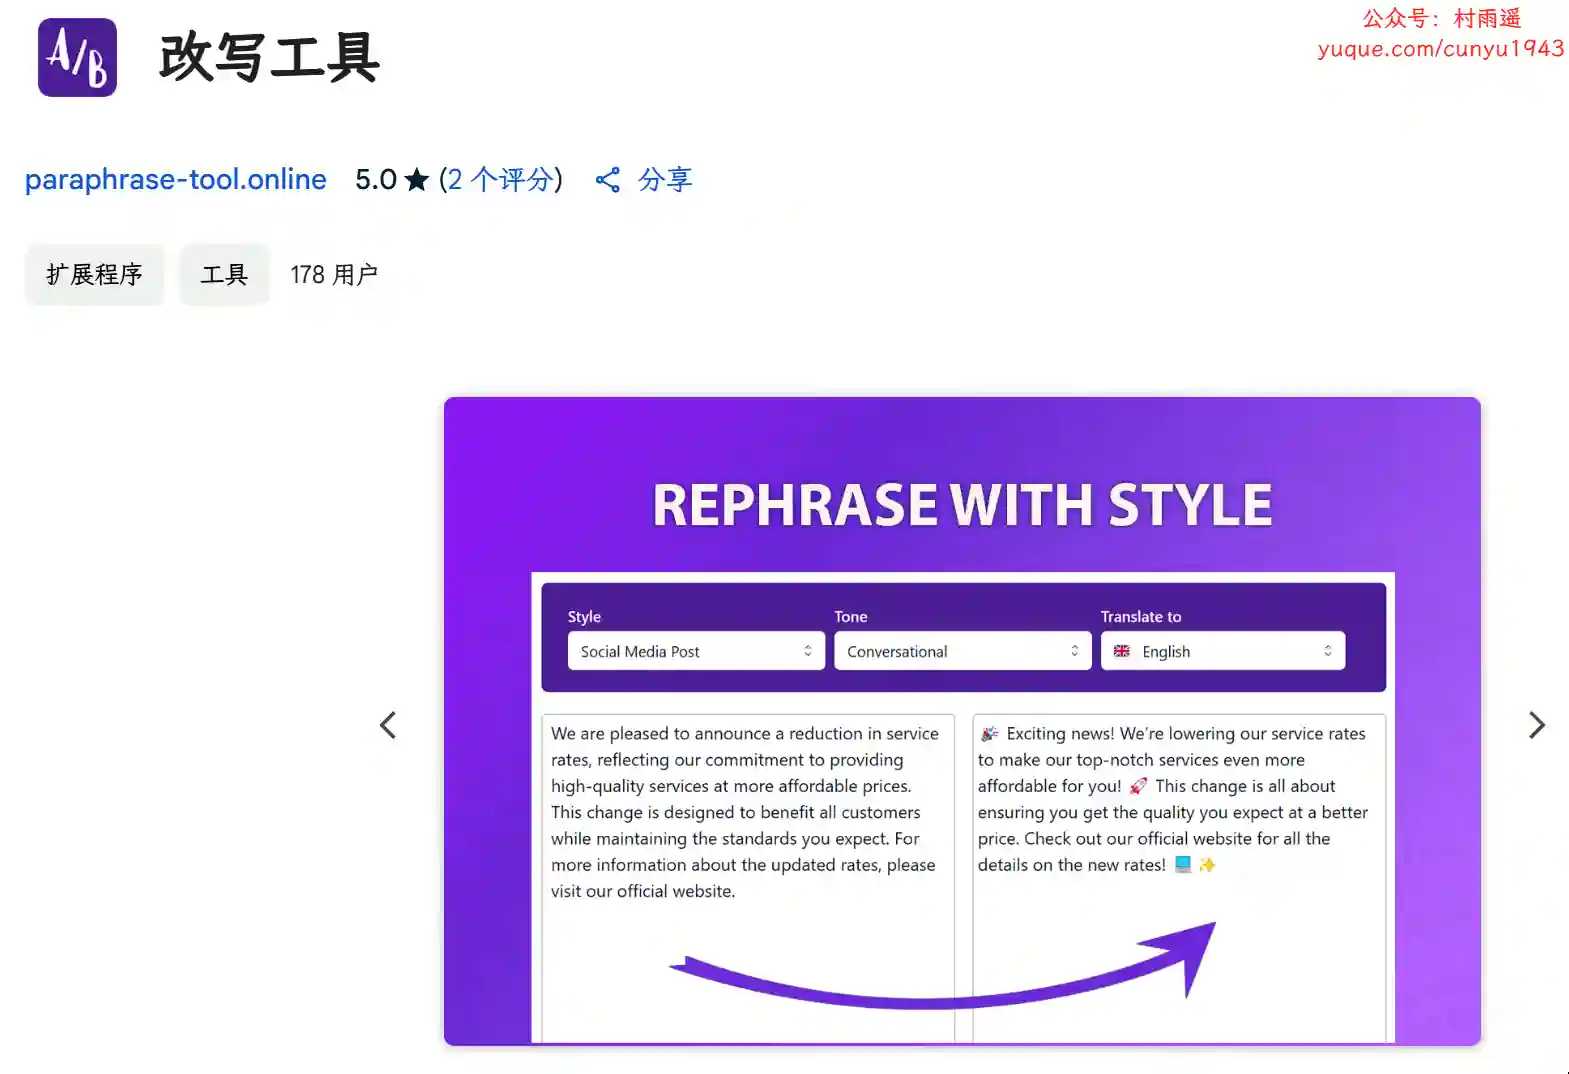 A/B
改写工具
公众号：村雨遥
yuque.com/cunyu1943
paraphrase-tool.online 5.0★ (2 个评分) 分享
扩展程序 工具 178 用户
REPHRASE WITH STYLE
Style Tone Translate to
Social Media Post Conversational 🇬🇧 English
We are pleased to announce a reduction in service
rates, reflecting our commitment to providing
high-quality services at more affordable prices.
This change is designed to benefit all customers
while maintaining the standards you expect. For
more information about the updated rates, please
visit our official website.
🎉 Exciting news! We're lowering our service rates
to make our top-notch services even more
affordable for you! 🚀 This change is all about
ensuring you get the quality you expect at a better
price. Check out our official website for all the
details on the new rates! 💻 ✨